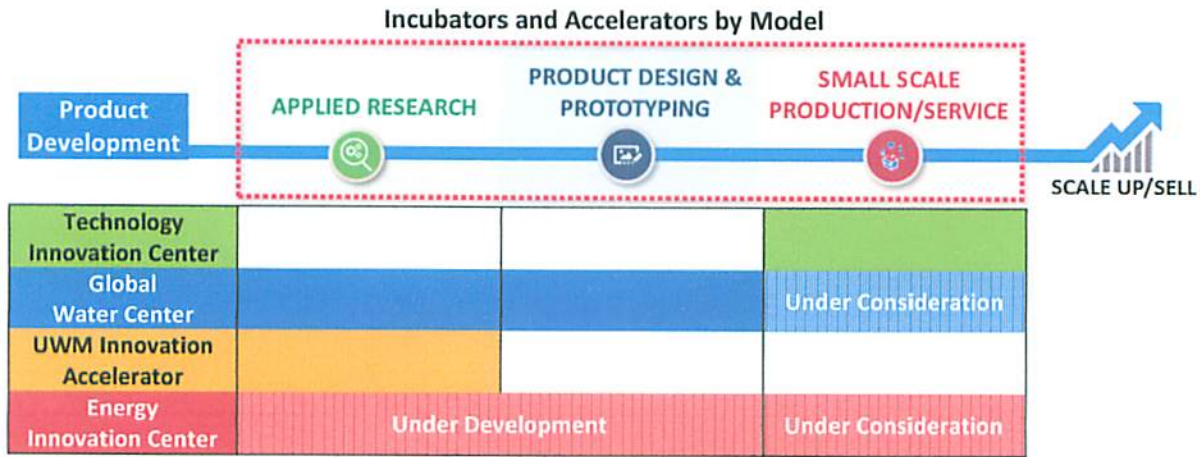 Incubators and Accelerators by Model
Product
Development
APPLIED RESEARCH
PRODUCT DESIGN &
PROTOTYPING
SMALL SCALE
PRODUCTION/SERVICE
SCALE UP/SELL
Technology
Innovation Center
Global
Water Center
Under Consideration
UWM Innovation
Accelerator
Energy
Innovation Center
Under Development
Under Consideration